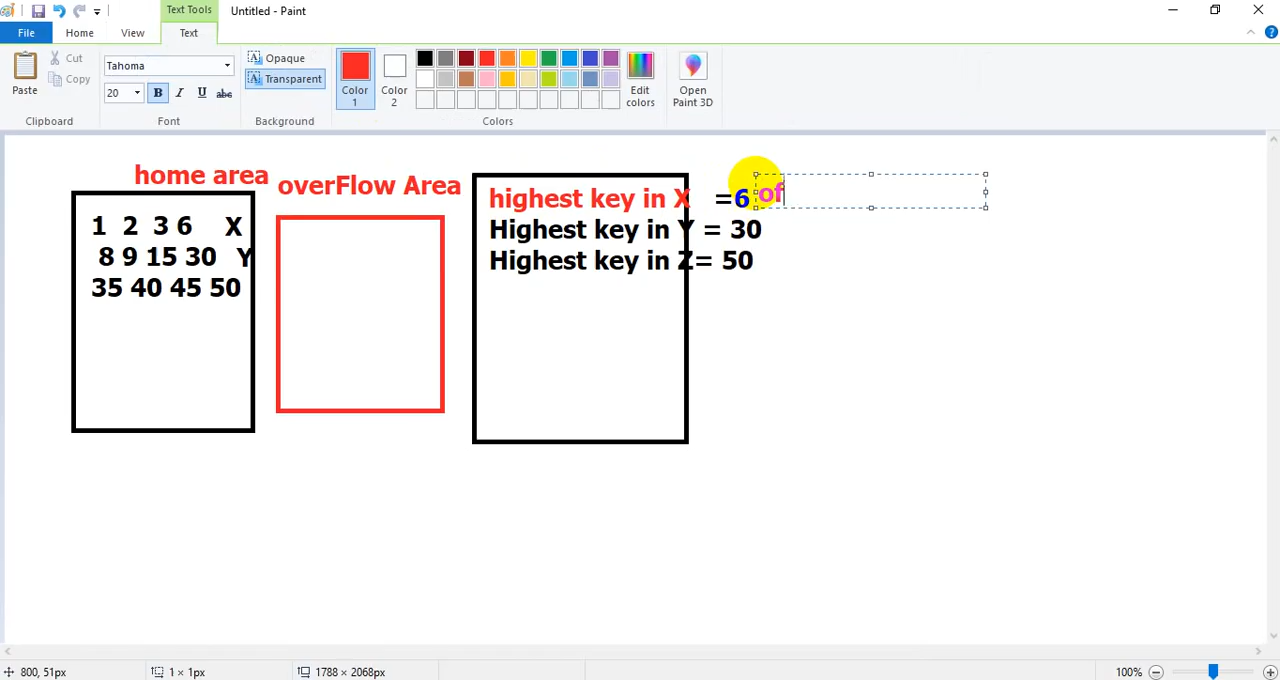 Text Tools
Untitled - Paint
File
Home
View
Text
Paste
Cut
Copy
Clipboard
Tahoma
20
B
I
U
abc
Font
Opaque
Transparent
Background
Color 1
Color 2
Edit colors
Colors
Open Paint 3D
home area
1 2 3 6 X
8 9 15 30 Y
35 40 45 50
overFlow Area
highest key in X =6 of
Highest key in Y = 30
Highest key in Z= 50
800, 51px
1 × 1px
1788 × 2068px
100%